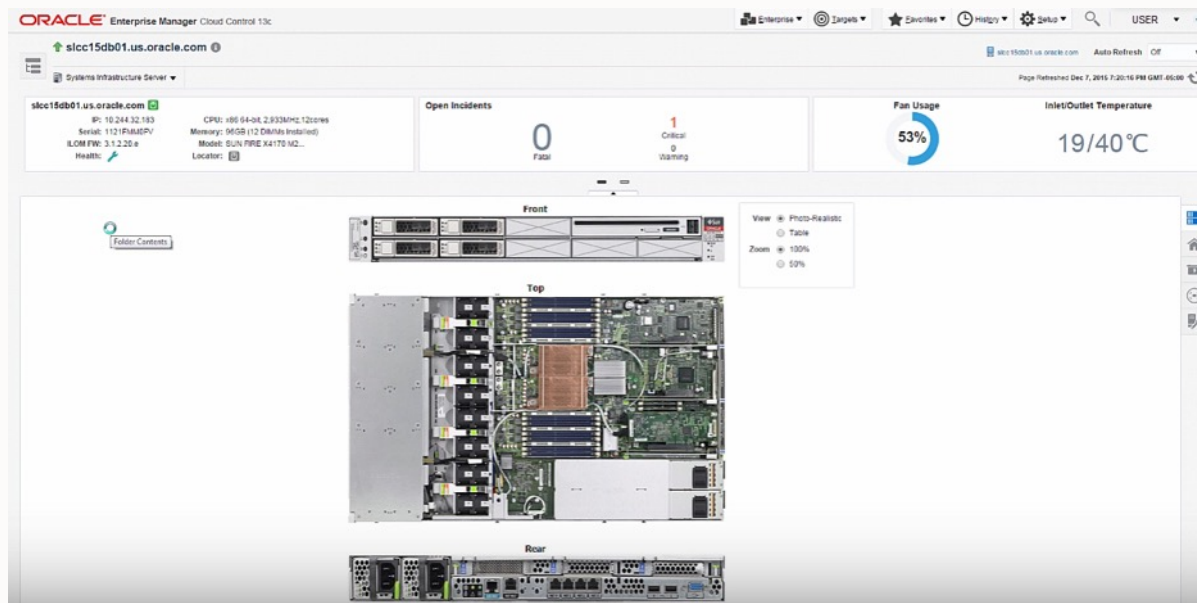 ORACLE Enterprise Manager Cloud Control 13c
Enterprise Targets Favorites History Setup USER
slcc15db01.us.oracle.com
slcc15db01.us.oracle.com Auto Refresh Off
Systems Infrastructure Server
Page Refreshed Dec 7, 2015 7:20:16 PM GMT-05:00
slcc15db01.us.oracle.com
IP: 10.244.32.183
Serial: 1121FMM0PV
ILOM FW: 3.1.2.20.e
Health:
CPU: x86 64-bit, 2,933MHz,12cores
Memory: 96GB (12 DIMMs Installed)
Model: SUN FIRE X4170 M2...
Locator:
Open Incidents
0
Fatal
1
Critical
0
Warning
Fan Usage
53%
Inlet/Outlet Temperature
19/40°C
Folder Contents
Front
View Photo-Realistic
Table
Zoom 100%
50%
Top
Rear